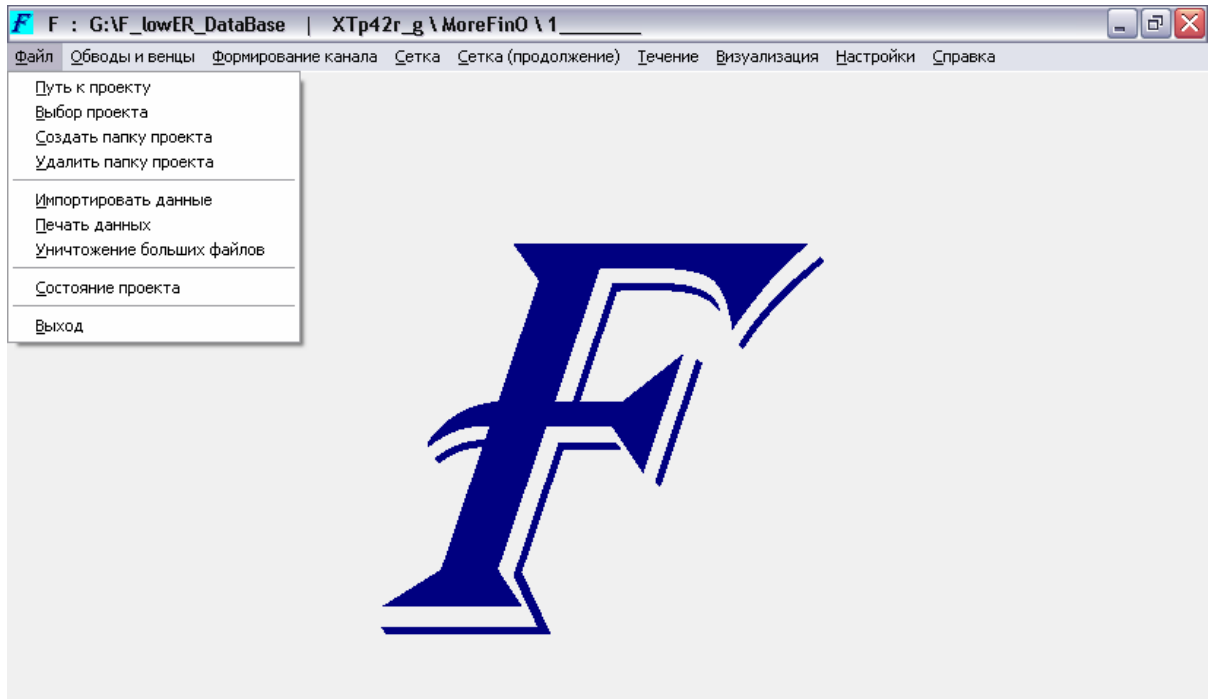 F F : G:\F_lowER_DataBase | XTp42r_g \ MoreFinO \ 1_______
Файл Обводы и венцы Формирование канала Сетка Сетка (продолжение) Течение Визуализация Настройки Справка
Путь к проекту
Выбор проекта
Создать папку проекта
Удалить папку проекта
Импортировать данные
Печать данных
Уничтожение больших файлов
Состояние проекта
Выход
F